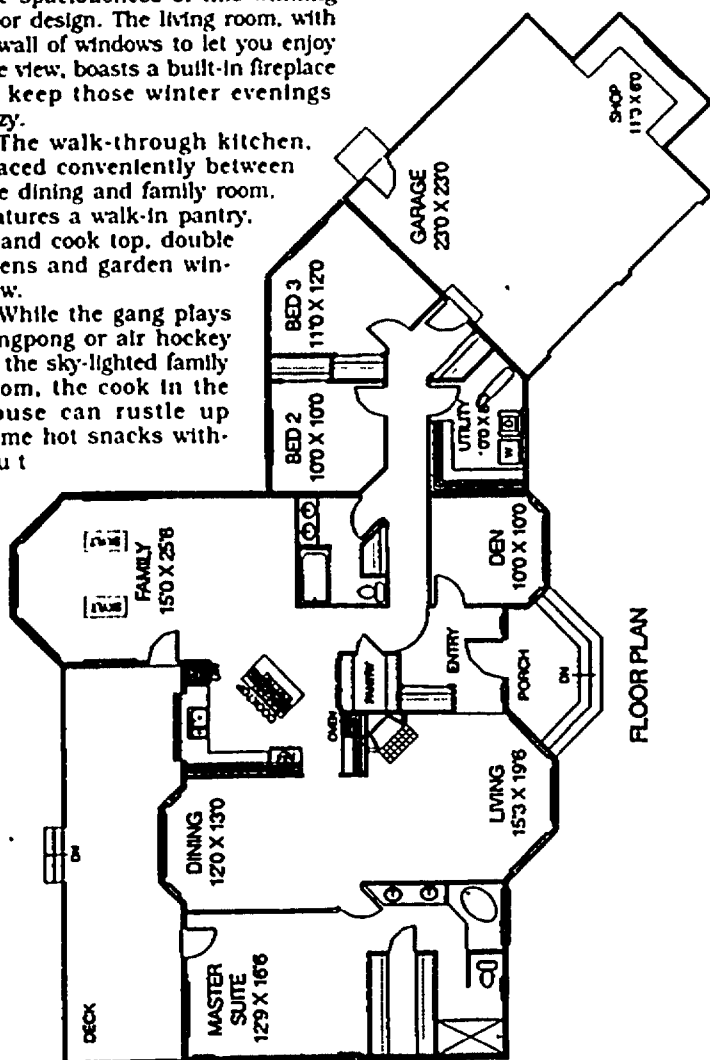 or design. The living room, with
wall of windows to let you enjoy
e view, boasts a built-in fireplace
keep those winter evenings
zy.
The walk-through kitchen,
aced conveniently between
e dining and family room,
atures a walk-in pantry,
and cook top, double
ens and garden win-
w.
While the gang plays
ngpong or air hockey
the sky-lighted family
om, the cook in the
ouse can rustle up
me hot snacks with-
u t
SHOP
11'0 X 6'0
GARAGE
23'0 X 23'0
BED 3
11'0 X 12'0
BED 2
10'0 X 10'0
UTILITY
W
FAMILY
15'0 X 25'6
DEN
10'0 X 10'0
PANTRY
ENTRY
PORCH
DN
OVEN
DINING
12'0 X 13'0
LIVING
15'3 X 19'6
DN
DECK
MASTER
SUITE
12'9 X 16'6
FLOOR PLAN